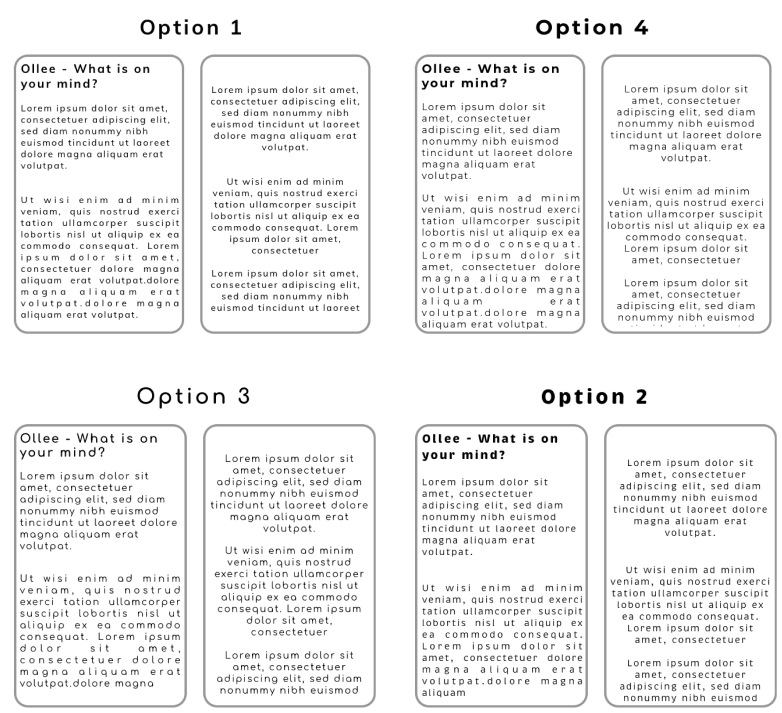 Option 1
Ollee - What is on
your mind?
Lorem ipsum dolor sit amet,
consectetuer adipiscing elit,
sed diam nonummy nibh
euismod tincidunt ut laoreet
dolore magna aliquam erat
volutpat.
Ut wisi enim ad minim
veniam, quis nostrud exerci
tation ullamcorper suscipit
lobortis nisl ut aliquip ex ea
commodo consequat. Lorem
ipsum dolor sit amet,
consectetuer dolore magna
aliquam erat volutpat.dolore
magna aliquam erat
volutpat.dolore magna
aliquam erat volutpat.
Lorem ipsum dolor sit amet,
consectetuer adipiscing elit,
sed diam nonummy nibh
euismod tincidunt ut laoreet
dolore magna aliquam erat
volutpat.
Ut wisi enim ad minim
veniam, quis nostrud exerci
tation ullamcorper suscipit
lobortis nisl ut aliquip ex ea
commodo consequat. Lorem
ipsum dolor sit amet,
consectetuer
Lorem ipsum dolor sit amet,
consectetuer adipiscing elit,
sed diam nonummy nibh
euismod tincidunt ut laoreet
Option 4
Ollee - What is on
your mind?
Lorem ipsum dolor sit
amet, consectetuer
adipiscing elit, sed diam
nonummy nibh euismod
tincidunt ut laoreet dolore
magna aliquam erat
volutpat.
Ut wisi enim ad minim
veniam, quis nostrud exerci
tation ullamcorper suscipit
lobortis nisl ut aliquip ex ea
commodo consequat.
Lorem ipsum dolor sit
amet, consectetuer dolore
magna aliquam erat
volutpat.dolore magna
aliquam erat
volutpat.dolore magna
aliquam erat volutpat.
Lorem ipsum dolor sit
amet, consectetuer
adipiscing elit, sed diam
nonummy nibh euismod
tincidunt ut laoreet dolore
magna aliquam erat
volutpat.
Ut wisi enim ad minim
veniam, quis nostrud exerci
tation ullamcorper suscipit
lobortis nisl ut aliquip ex ea
commodo consequat.
Lorem ipsum dolor sit
amet, consectetuer
Lorem ipsum dolor sit
amet, consectetuer
adipiscing elit, sed diam
nonummy nibh euismod
Option 3
Ollee - What is on
your mind?
Lorem ipsum dolor sit
amet, consectetuer
adipiscing elit, sed diam
nonummy nibh euismod
tincidunt ut laoreet dolore
magna aliquam erat
volutpat.
Ut wisi enim ad minim
veniam, quis nostrud
exerci tation ullamcorper
suscipit lobortis nisl ut
aliquip ex ea commodo
consequat. Lorem ipsum
dolor sit amet,
consectetuer dolore
magna aliquam erat
volutpat.dolore magna
Lorem ipsum dolor sit
amet, consectetuer
adipiscing elit, sed diam
nonummy nibh euismod
tincidunt ut laoreet dolore
magna aliquam erat
volutpat.
Ut wisi enim ad minim
veniam, quis nostrud
exerci tation ullamcorper
suscipit lobortis nisl ut
aliquip ex ea commodo
consequat. Lorem ipsum
dolor sit amet,
consectetuer
Lorem ipsum dolor sit
amet, consectetuer
adipiscing elit, sed diam
nonummy nibh euismod
Option 2
Ollee - What is on
your mind?
Lorem ipsum dolor sit
amet, consectetuer
adipiscing elit, sed diam
nonummy nibh euismod
tincidunt ut laoreet dolore
magna aliquam erat
volutpat.
Ut wisi enim ad minim
veniam, quis nostrud exerci
tation ullamcorper suscipit
lobortis nisl ut aliquip ex
ea commodo consequat.
Lorem ipsum dolor sit
amet, consectetuer dolore
magna aliquam erat
volutpat.dolore magna
aliquam
Lorem ipsum dolor sit
amet, consectetuer
adipiscing elit, sed diam
nonummy nibh euismod
tincidunt ut laoreet dolore
magna aliquam erat
volutpat.
Ut wisi enim ad minim
veniam, quis nostrud exerci
tation ullamcorper suscipit
lobortis nisl ut aliquip ex
ea commodo consequat.
Lorem ipsum dolor sit
amet, consectetuer
Lorem ipsum dolor sit
amet, consectetuer
adipiscing elit, sed diam
nonummy nibh euismod